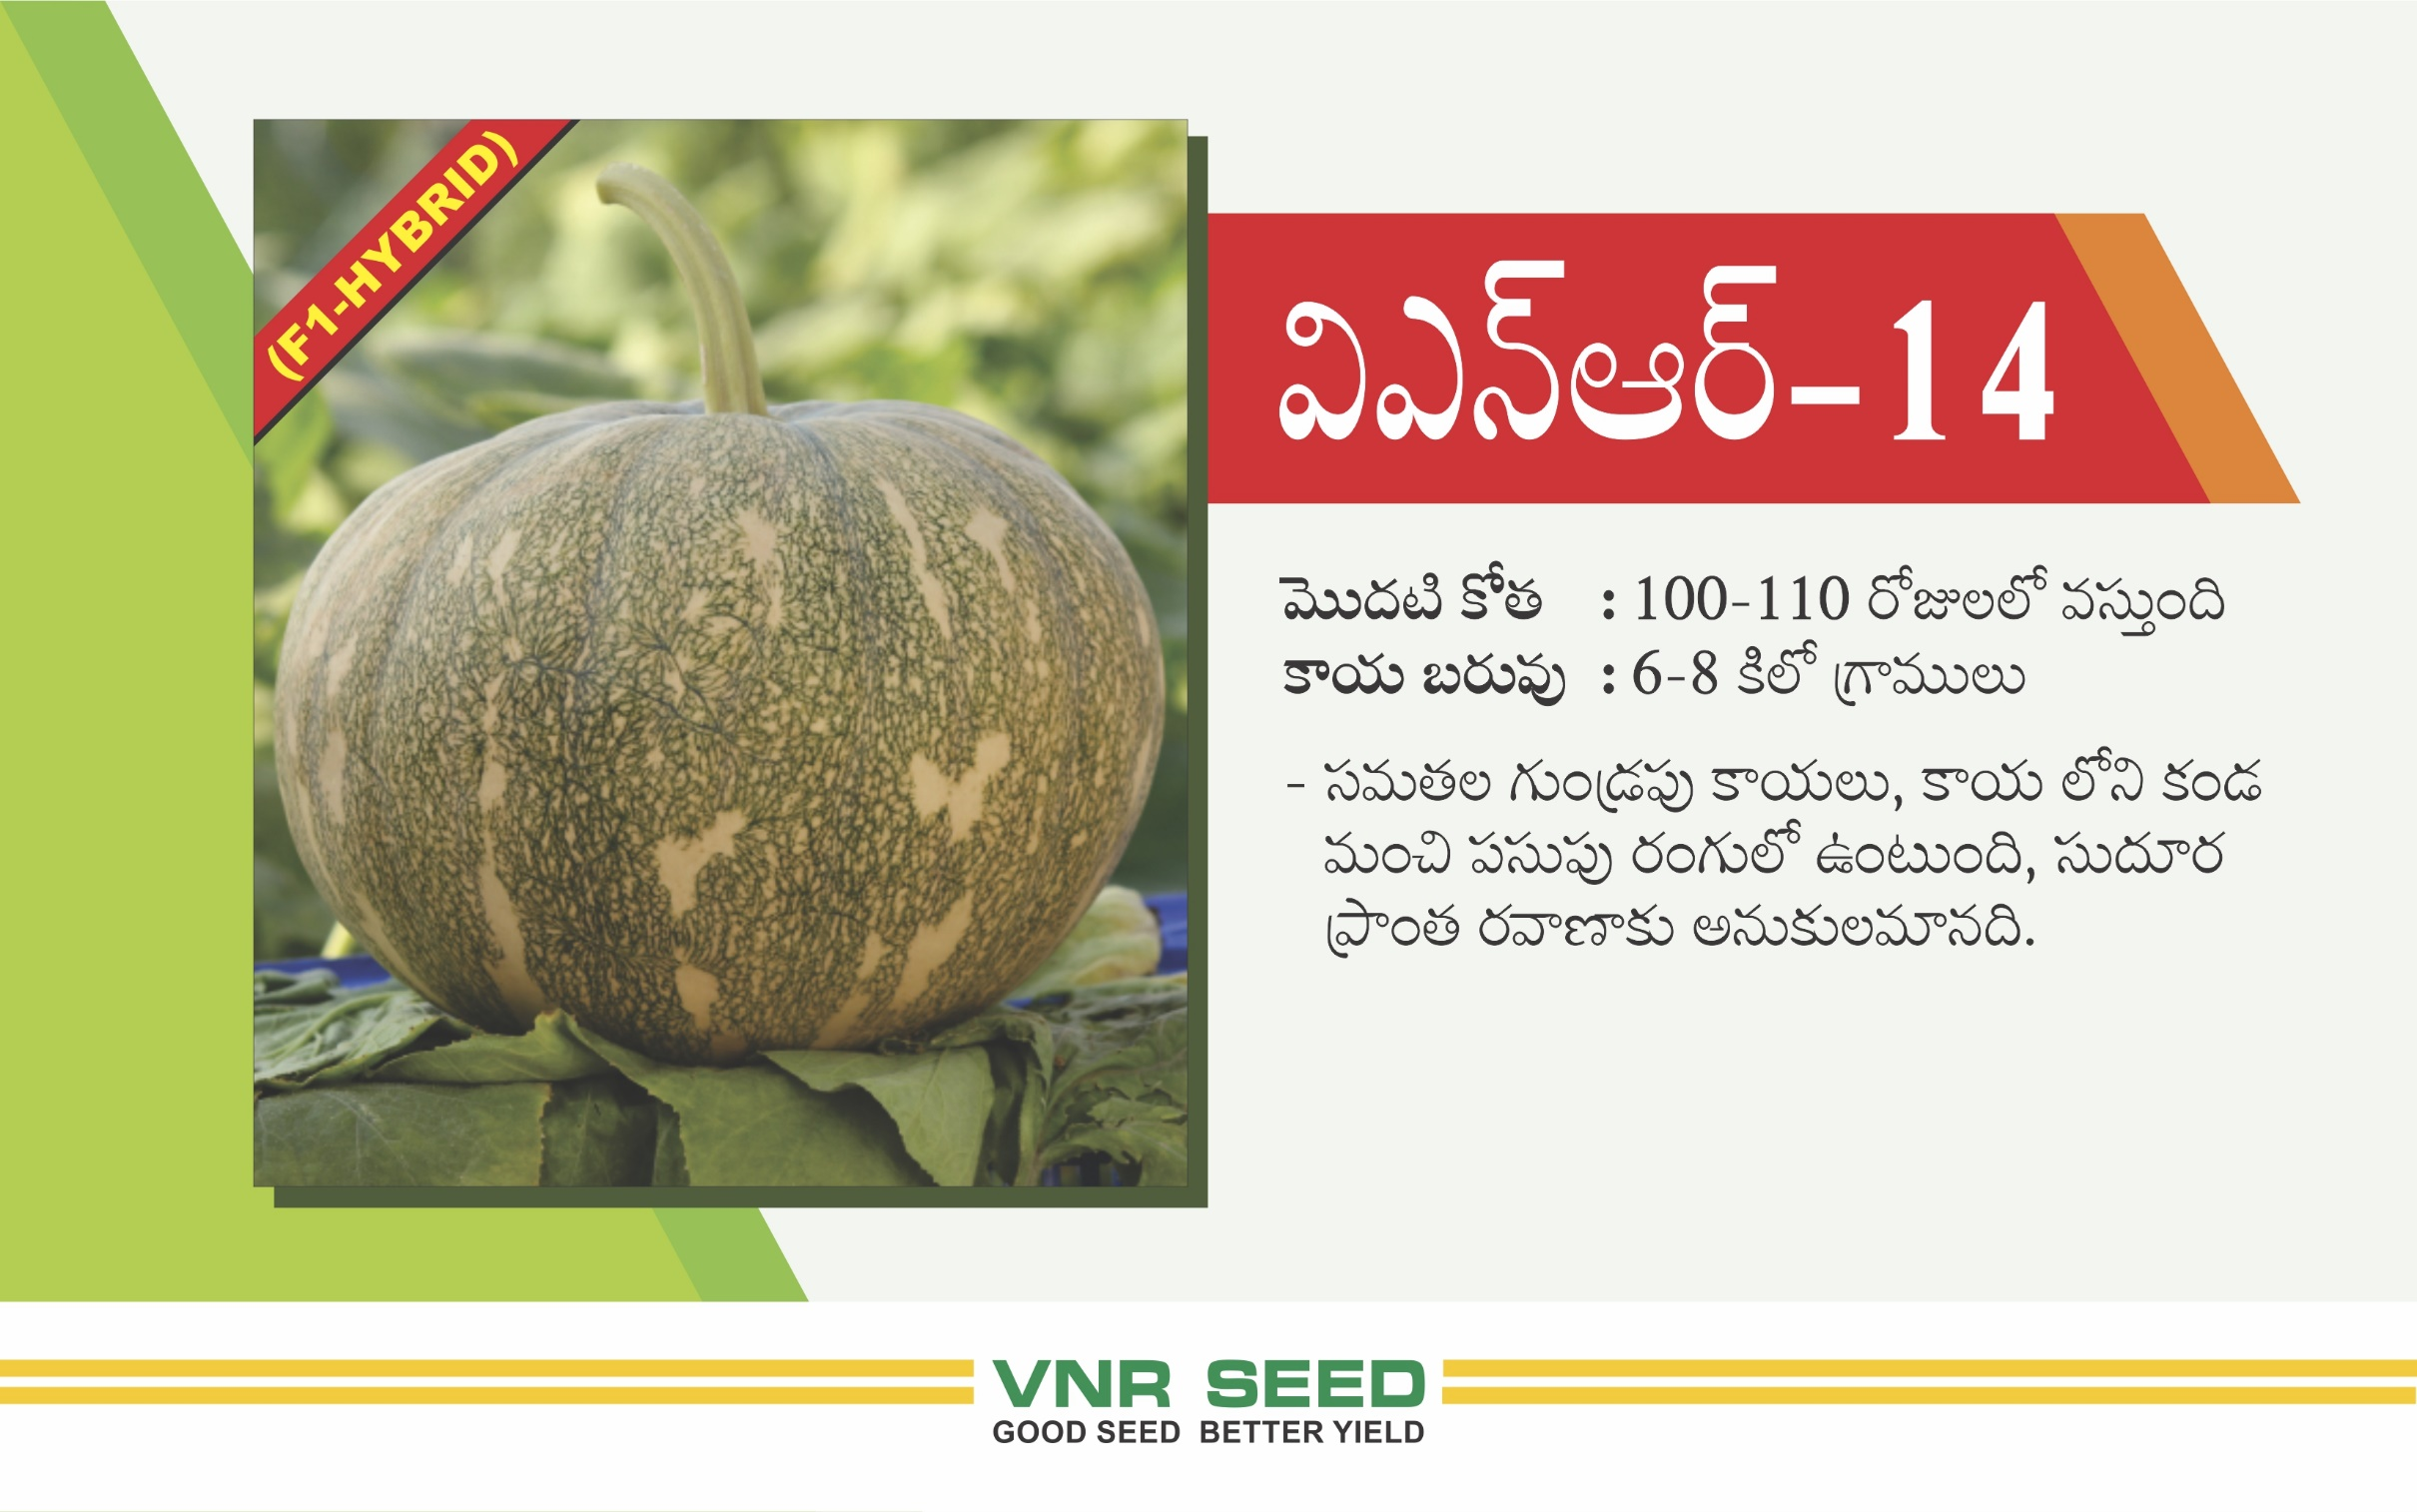 (F1-HYBRID)
విఎన్ఆర్-14
మొదటి కోత : 100-110 రోజులలో వస్తుంది
కాయ బరువు : 6-8 కిలో గ్రాములు
- సమతల గుండ్రపు కాయలు, కాయ లోని కండ
మంచి పసుపు రంగులో ఉంటుంది, సుదూర
ప్రాంత రవాణాకు అనుకులమానది.
VNR SEED
GOOD SEED BETTER YIELD